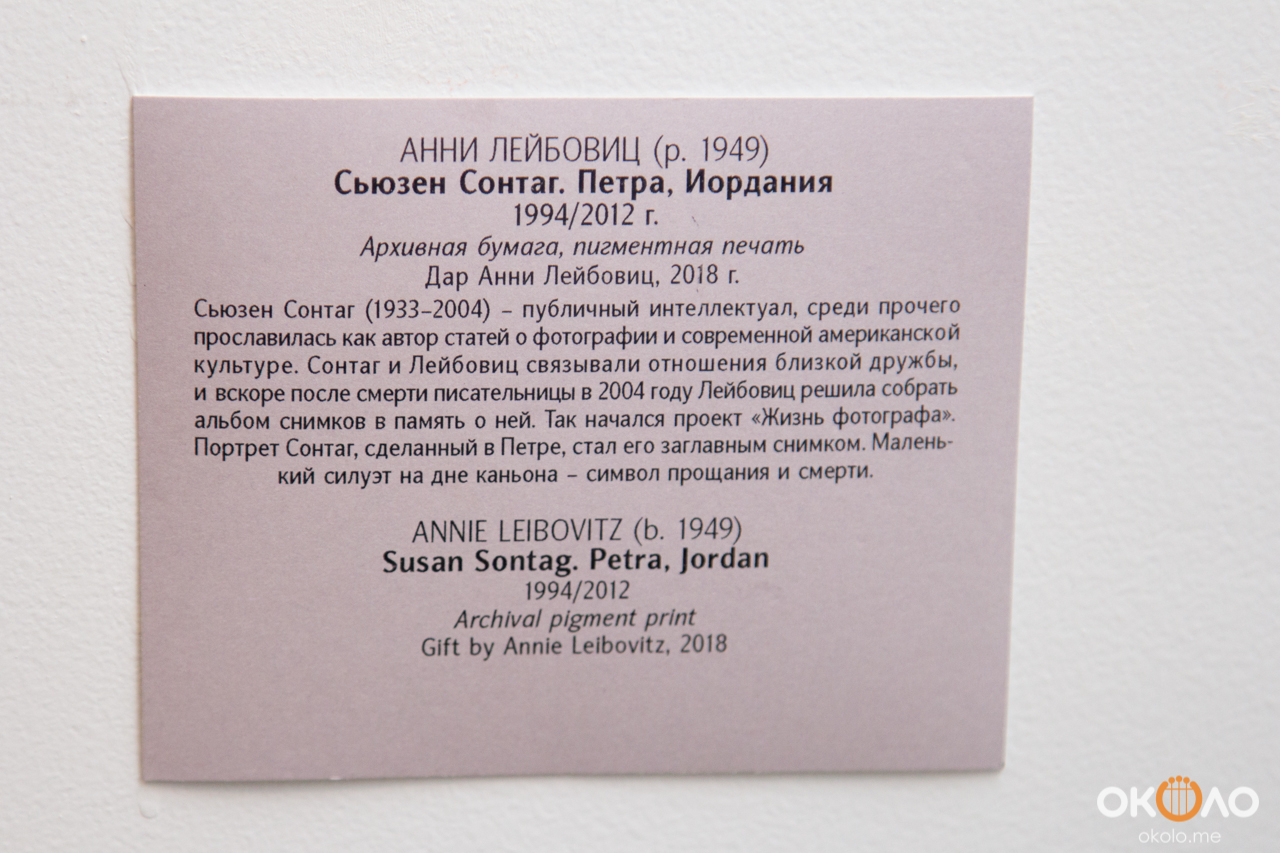 АННИ ЛЕЙБОВИЦ (р. 1949)
Сьюзен Сонтаг. Петра, Иордания
1994/2012 г.
Архивная бумага, пигментная печать
Дар Анни Лейбовиц, 2018 г.
Сьюзен Сонтаг (1933–2004) – публичный интеллектуал, среди прочего
прославилась как автор статей о фотографии и современной американской
культуре. Сонтаг и Лейбовиц связывали отношения близкой дружбы,
и вскоре после смерти писательницы в 2004 году Лейбовиц решила собрать
альбом снимков в память о ней. Так начался проект «Жизнь фотографа».
Портрет Сонтаг, сделанный в Петре, стал его заглавным снимком. Малень-
кий силуэт на дне каньона – символ прощания и смерти.
ANNIE LEIBOVITZ (b. 1949)
Susan Sontag. Petra, Jordan
1994/2012
Archival pigment print
Gift by Annie Leibovitz, 2018
ОКОЛО
okolo.me